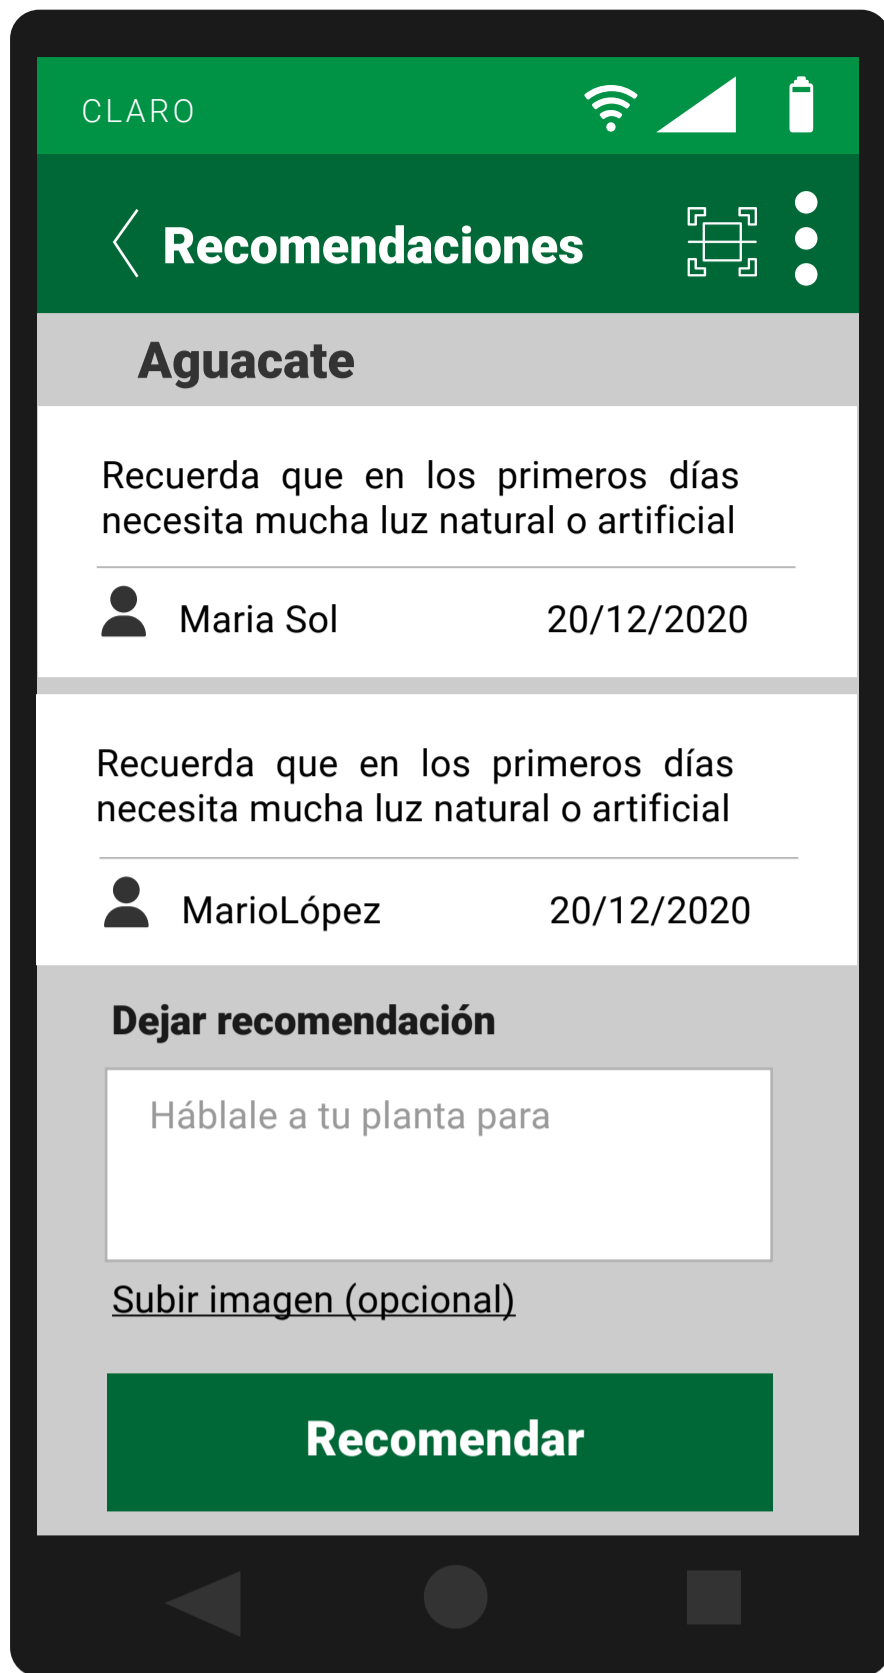 CLARO
Recomendaciones
Aguacate
Recuerda que en los primeros días
necesita mucha luz natural o artificial
Maria Sol 20/12/2020
Recuerda que en los primeros días
necesita mucha luz natural o artificial
MarioLópez 20/12/2020
Dejar recomendación
Háblale a tu planta para
Subir imagen (opcional)
Recomendar